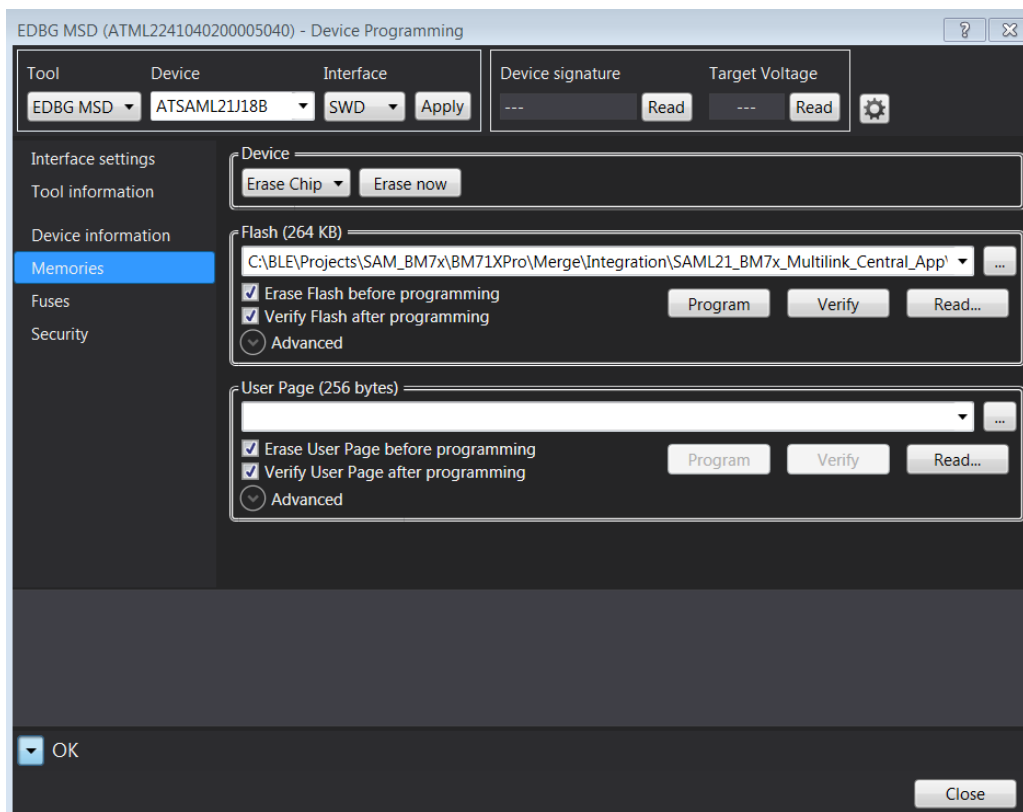 EDBG MSD (ATML2241040200005040) - Device Programming
Tool Device Interface Device signature Target Voltage
EDBG MSD ATSAML21J18B SWD Apply --- Read --- Read
Interface settings
Tool information
Device information
Memories
Fuses
Security
Device
Erase Chip Erase now
Flash (264 KB)
C:\BLE\Projects\SAM_BM7x\BM71XPro\Merge\Integration\SAML21_BM7x_Multilink_Central_App\ ...
Erase Flash before programming
Verify Flash after programming
Program Verify Read...
Advanced
User Page (256 bytes)
...
Erase User Page before programming
Verify User Page after programming
Program Verify Read...
Advanced
OK
Close